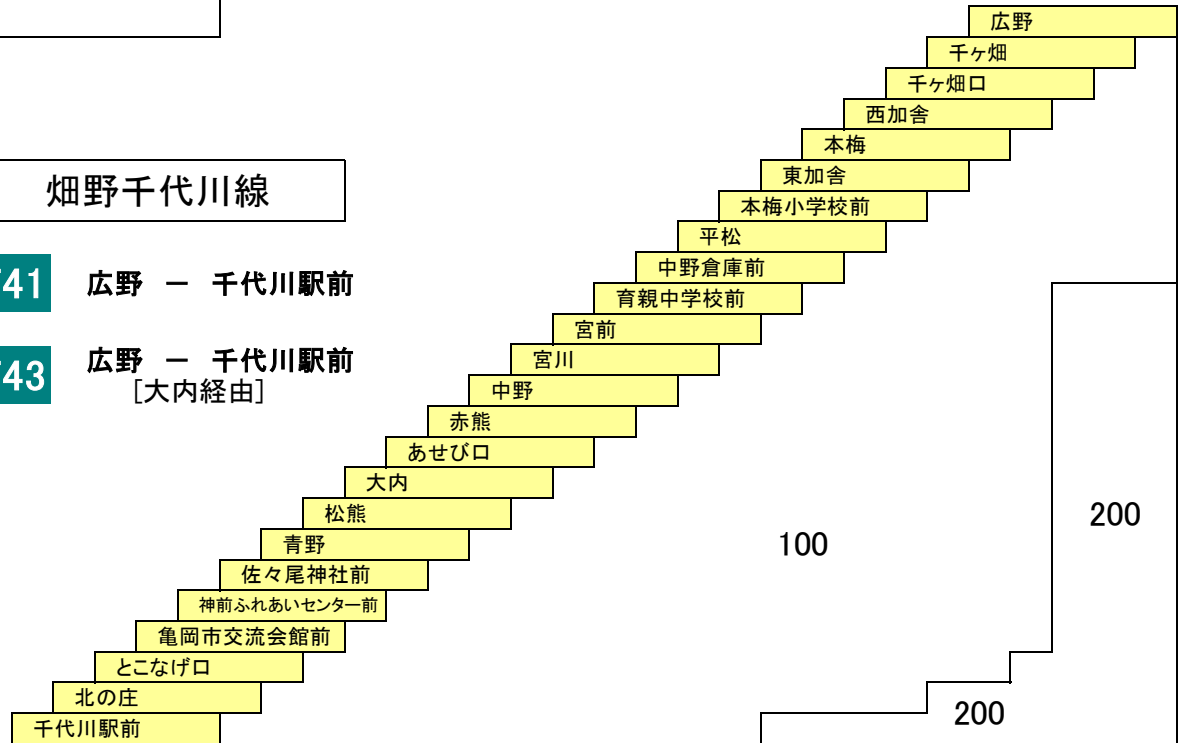 広野
千ヶ畑
千ヶ畑口
西加舎
本梅
東加舎
畑野千代川線
本梅小学校前
平松
中野倉庫前
41 広野 － 千代川駅前
育親中学校前
宮前
宮川
43 広野 － 千代川駅前
[大内経由]
中野
赤熊
あせび口
大内
松熊
200
青野
100
佐々尾神社前
神前ふれあいセンター前
亀岡市交流会館前
とこなげ口
北の庄
200
千代川駅前